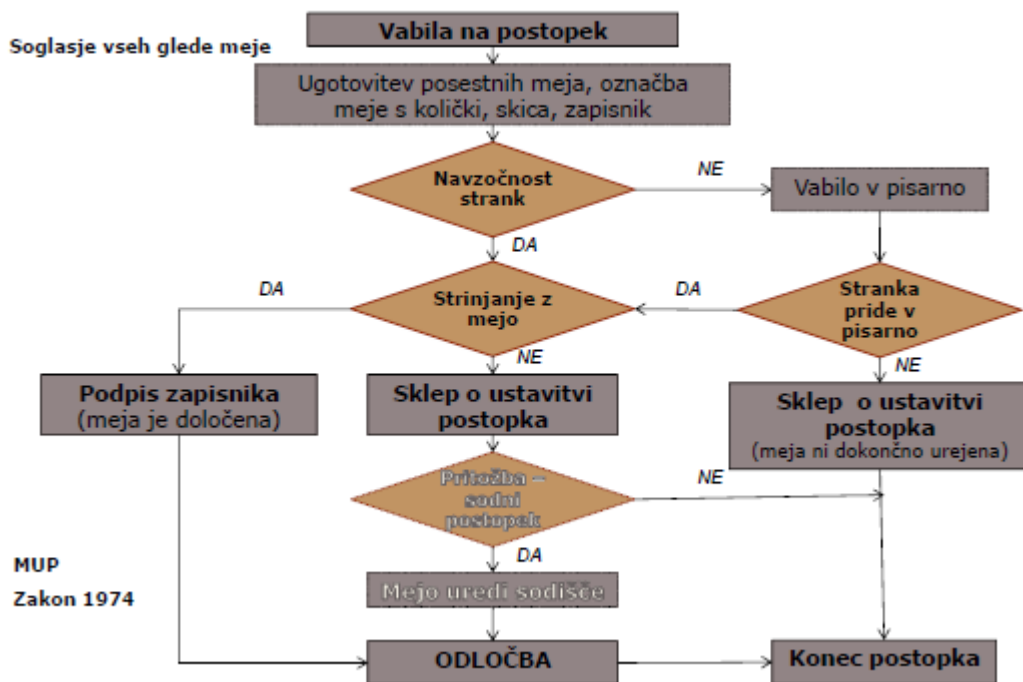 Vabila na postopek
Soglasje vseh glede meje
Ugotovitev posestnih meja, označba
meje s količki, skica, zapisnik
Navzočnost
strank
NE
Vabilo v pisarno
DA
DA
Strinjanje z
mejo
DA
Stranka
pride v
pisarno
NE
NE
Podpis zapisnika
(meja je določena)
Sklep o ustavitvi
postopka
Sklep o ustavitvi
postopka
(meja ni dokončno urejena)
Pritožba –
sodni
postopek
NE
DA
MUP
Zakon 1974
Mejo uredi sodišče
ODLOČBA
Konec postopka